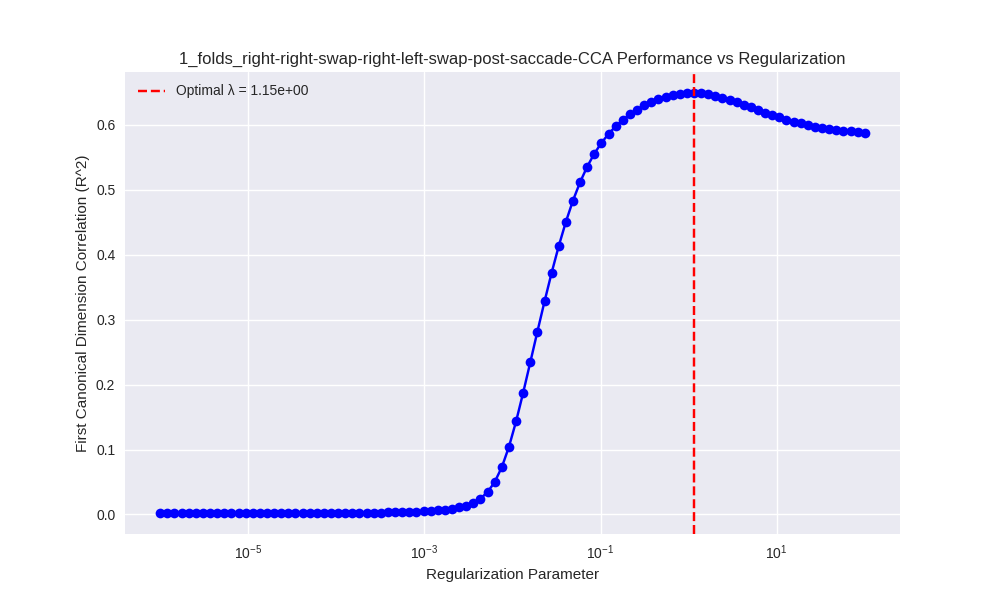 1_folds_right-right-swap-right-left-swap-post-saccade-CCA Performance vs Regularization
Optimal λ = 1.15e+00
First Canonical Dimension Correlation (R^2)
0.6
0.5
0.4
0.3
0.2
0.1
0.0
10⁻⁵ 10⁻³ 10⁻¹ 10¹
Regularization Parameter